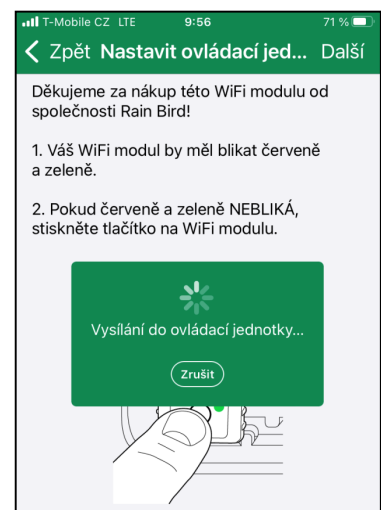 T-Mobile CZ LTE 9:56 71 %
Zpět Nastavit ovládací jed... Další
Děkujeme za nákup této WiFi modulu od
společnosti Rain Bird!
1. Váš WiFi modul by měl blikat červeně
a zeleně.
2. Pokud červeně a zeleně NEBLIKÁ,
stiskněte tlačítko na WiFi modulu.
Vysílání do ovládací jednotky...
Zrušit